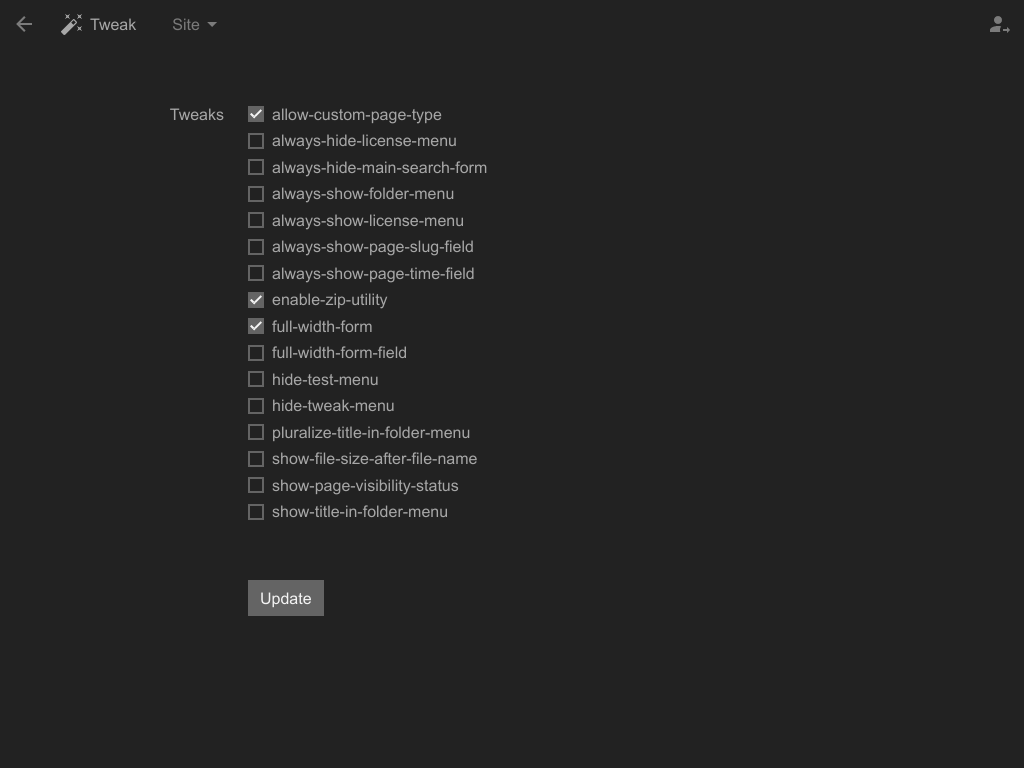 Tweak
Site
Tweaks
allow-custom-page-type
always-hide-license-menu
always-hide-main-search-form
always-show-folder-menu
always-show-license-menu
always-show-page-slug-field
always-show-page-time-field
enable-zip-utility
full-width-form
full-width-form-field
hide-test-menu
hide-tweak-menu
pluralize-title-in-folder-menu
show-file-size-after-file-name
show-page-visibility-status
show-title-in-folder-menu
Update